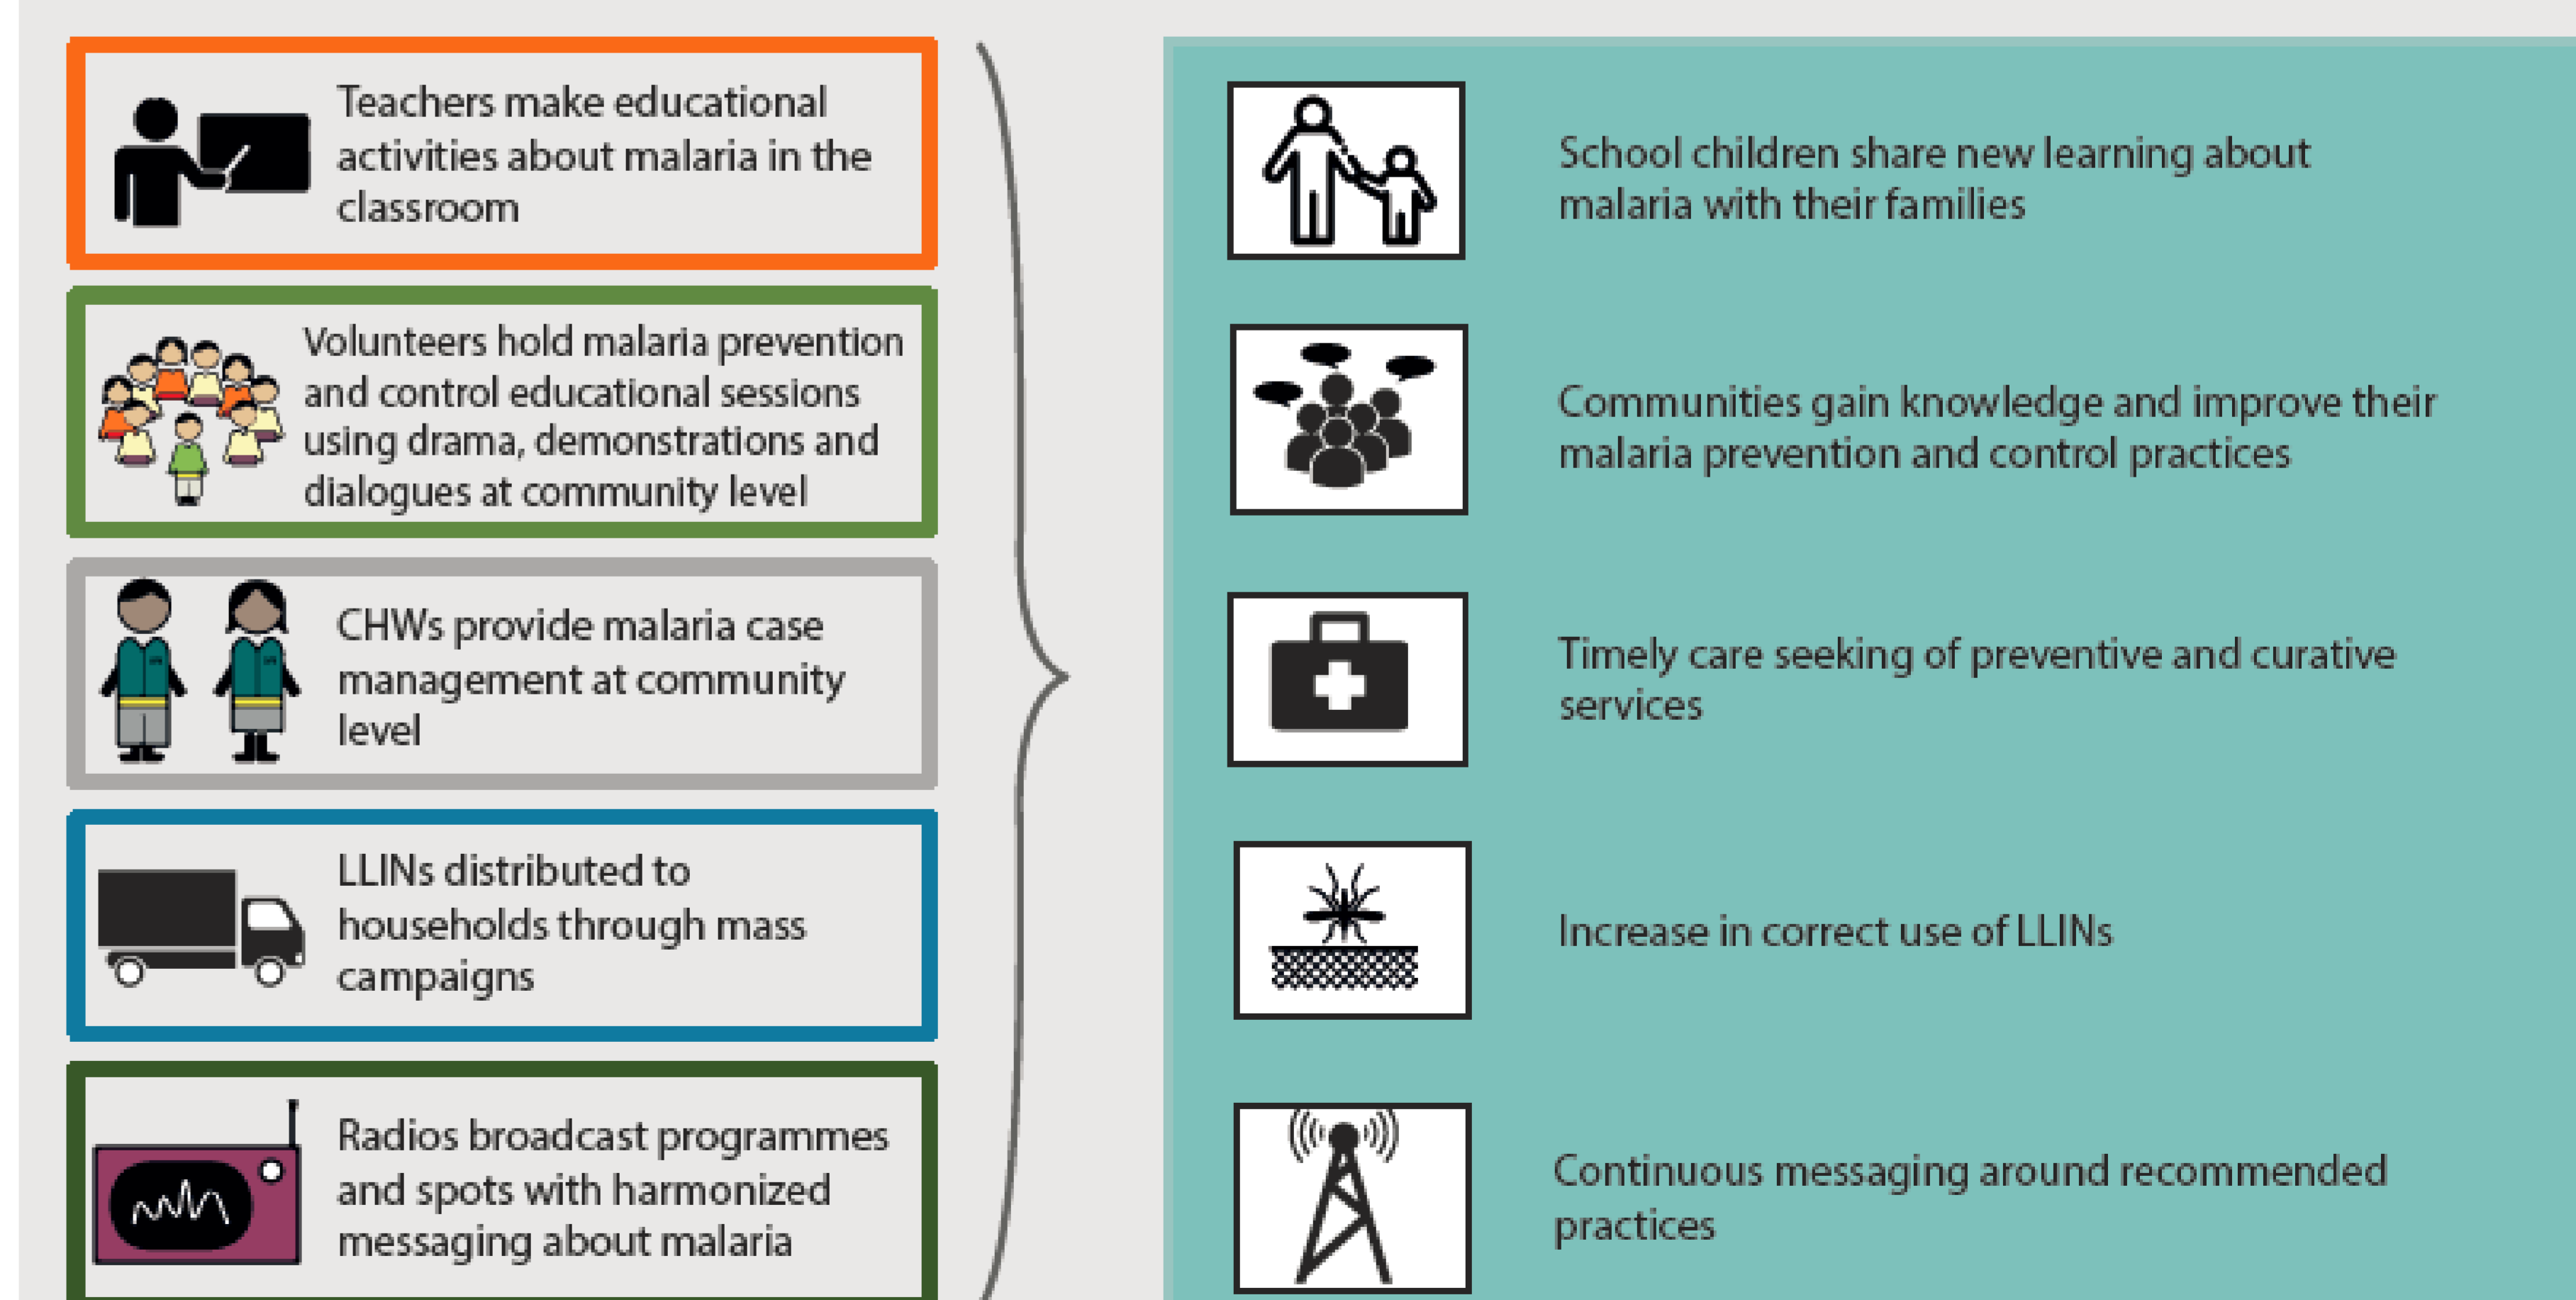 Teachers make educational
activities about malaria in the
classroom
Volunteers hold malaria prevention
and control educational sessions
using drama, demonstrations and
dialogues at community level
CHWs provide malaria case
management at community
level
LLINs distributed to
households through mass
campaigns
Radios broadcast programmes
and spots with harmonized
messaging about malaria
School children share new learning about
malaria with their families
Communities gain knowledge and improve their
malaria prevention and control practices
Timely care seeking of preventive and curative
services
Increase in correct use of LLINs
Continuous messaging around recommended
practices